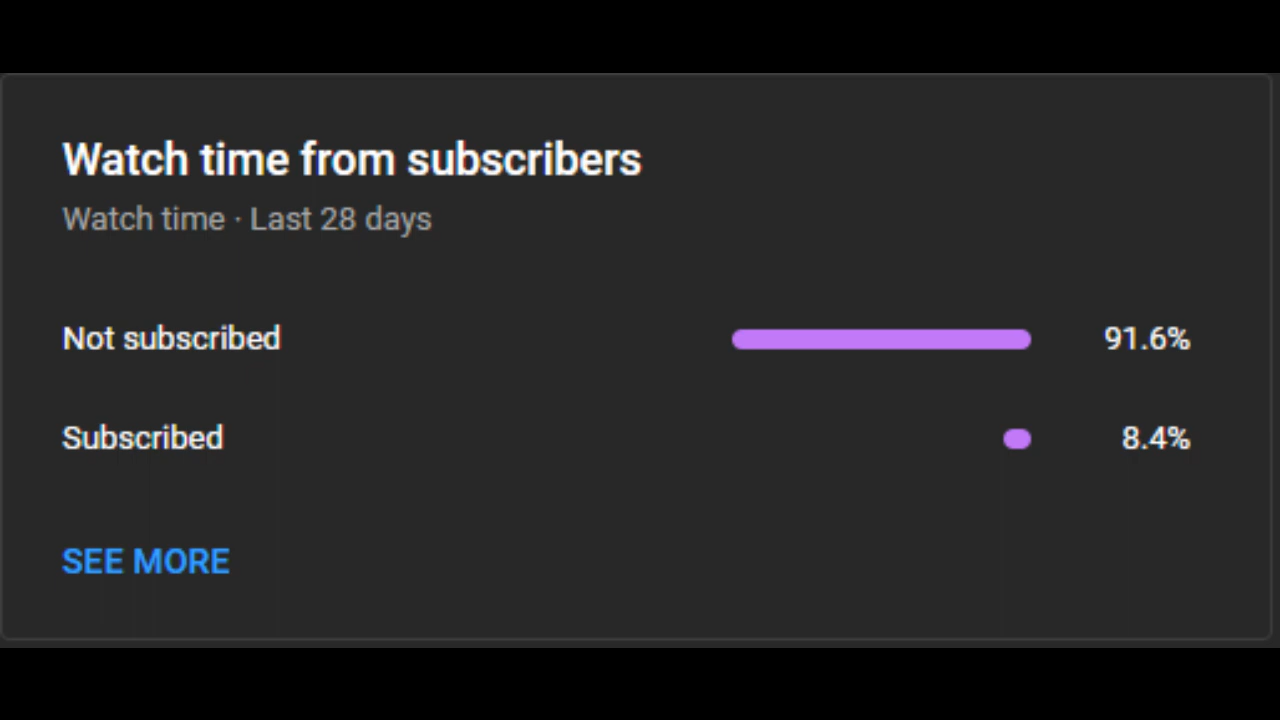 Watch time from subscribers
Watch time · Last 28 days
Not subscribed 91.6%
Subscribed 8.4%
SEE MORE